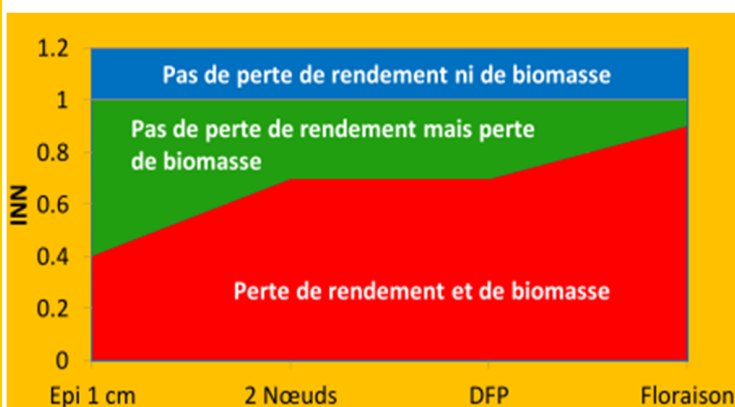 1.2
Pas de perte de rendement ni de biomasse
1
Pas de perte de rendement mais perte
de biomasse
0.8
INN
0.6
0.4
Perte de rendement et de biomasse
0.2
0
Epi 1 cm 2 Nœuds DFP Floraison